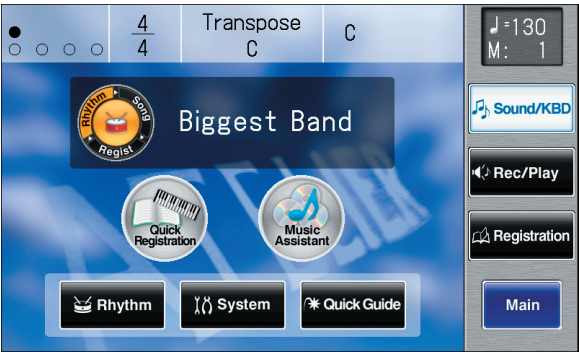 4
4
Transpose
C
C
♩=130
M: 1
Rhythm
Song
Regist
Biggest Band
Sound/KBD
Rec/Play
Registration
Main
Quick
Registration
Music
Assistant
ATELIER
Rhythm
System
Quick Guide